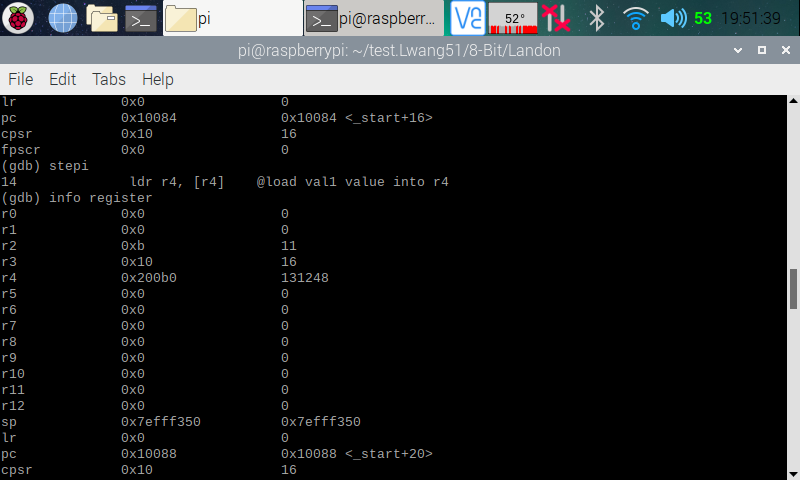 pi
pi@raspberr...
52°
53
19:51:39
pi@raspberrypi: ~/test.Lwang51/8-Bit/Landon
File Edit Tabs Help
lr 0x0 0
pc 0x10084 0x10084 <_start+16>
cpsr 0x10 16
fpscr 0x0 0
(gdb) stepi
14 ldr r4, [r4] @load val1 value into r4
(gdb) info register
r0 0x0 0
r1 0x0 0
r2 0xb 11
r3 0x10 16
r4 0x200b0 131248
r5 0x0 0
r6 0x0 0
r7 0x0 0
r8 0x0 0
r9 0x0 0
r10 0x0 0
r11 0x0 0
r12 0x0 0
sp 0x7efff350 0x7efff350
lr 0x0 0
pc 0x10088 0x10088 <_start+20>
cpsr 0x10 16